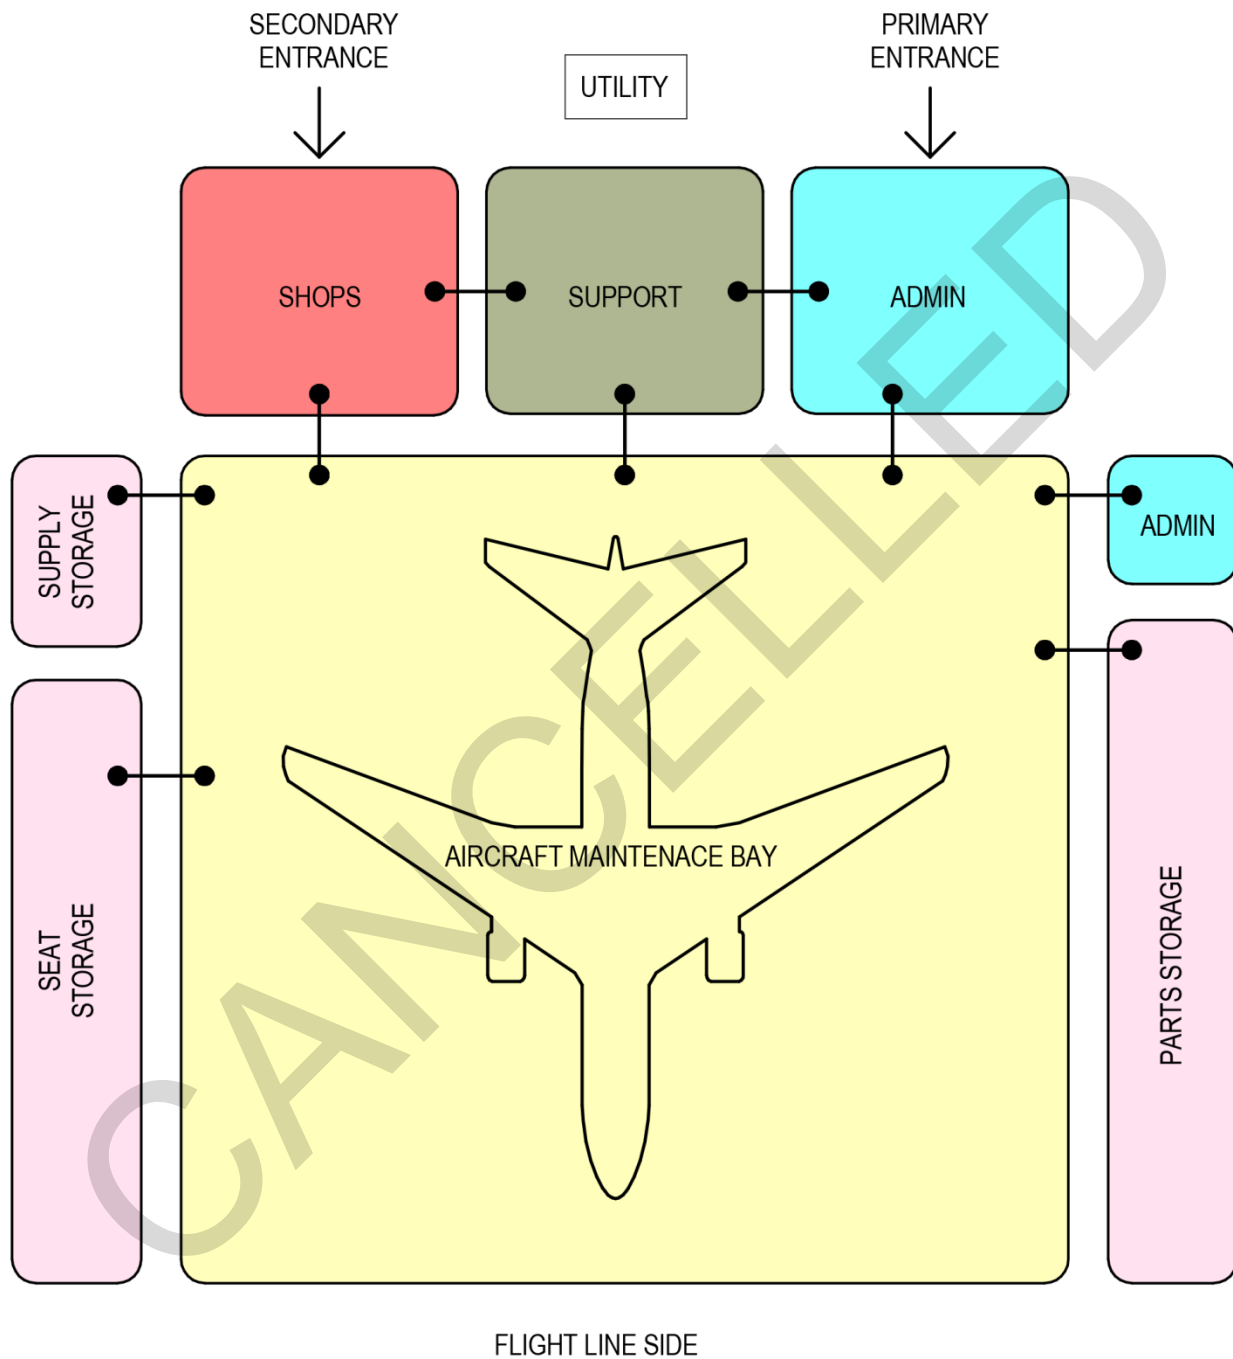 SECONDARY
ENTRANCE
PRIMARY
ENTRANCE
UTILITY
SHOPS
SUPPORT
ADMIN
SUPPLY
STORAGE
ADMIN
AIRCRAFT MAINTENACE BAY
SEAT
STORAGE
PARTS STORAGE
FLIGHT LINE SIDE
CANCELLED